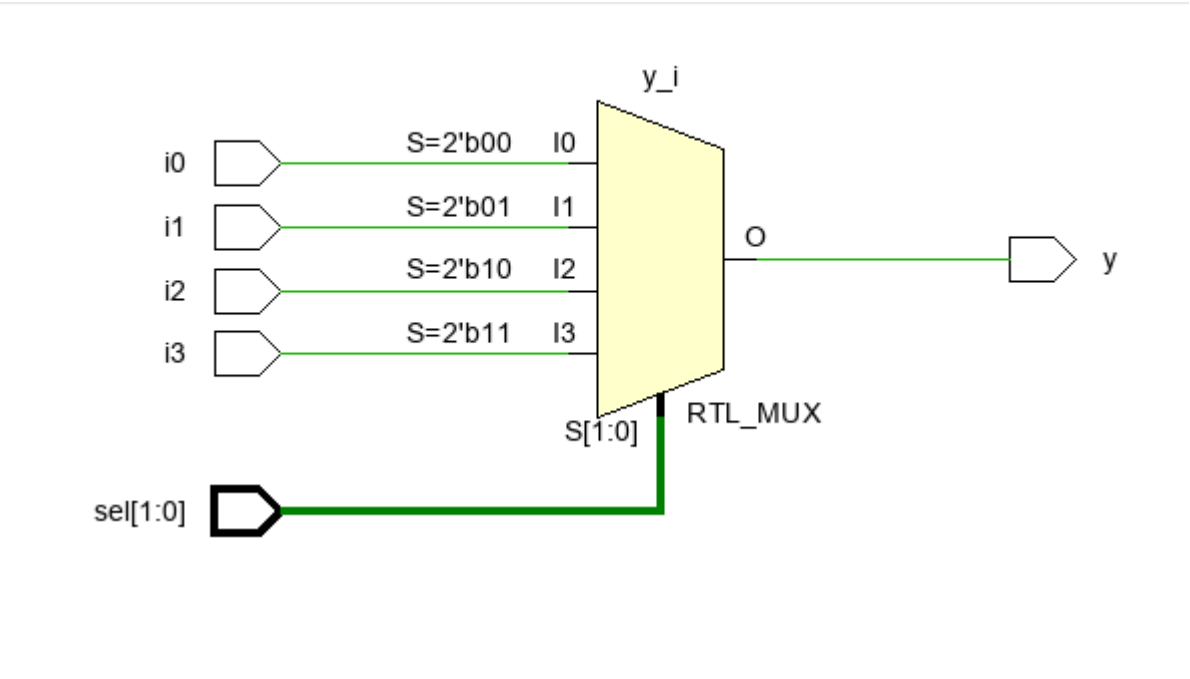 y_i
i0 S=2'b00 I0
i1 S=2'b01 I1
O
y
i2 S=2'b10 I2
i3 S=2'b11 I3
RTL_MUX
S[1:0]
sel[1:0]